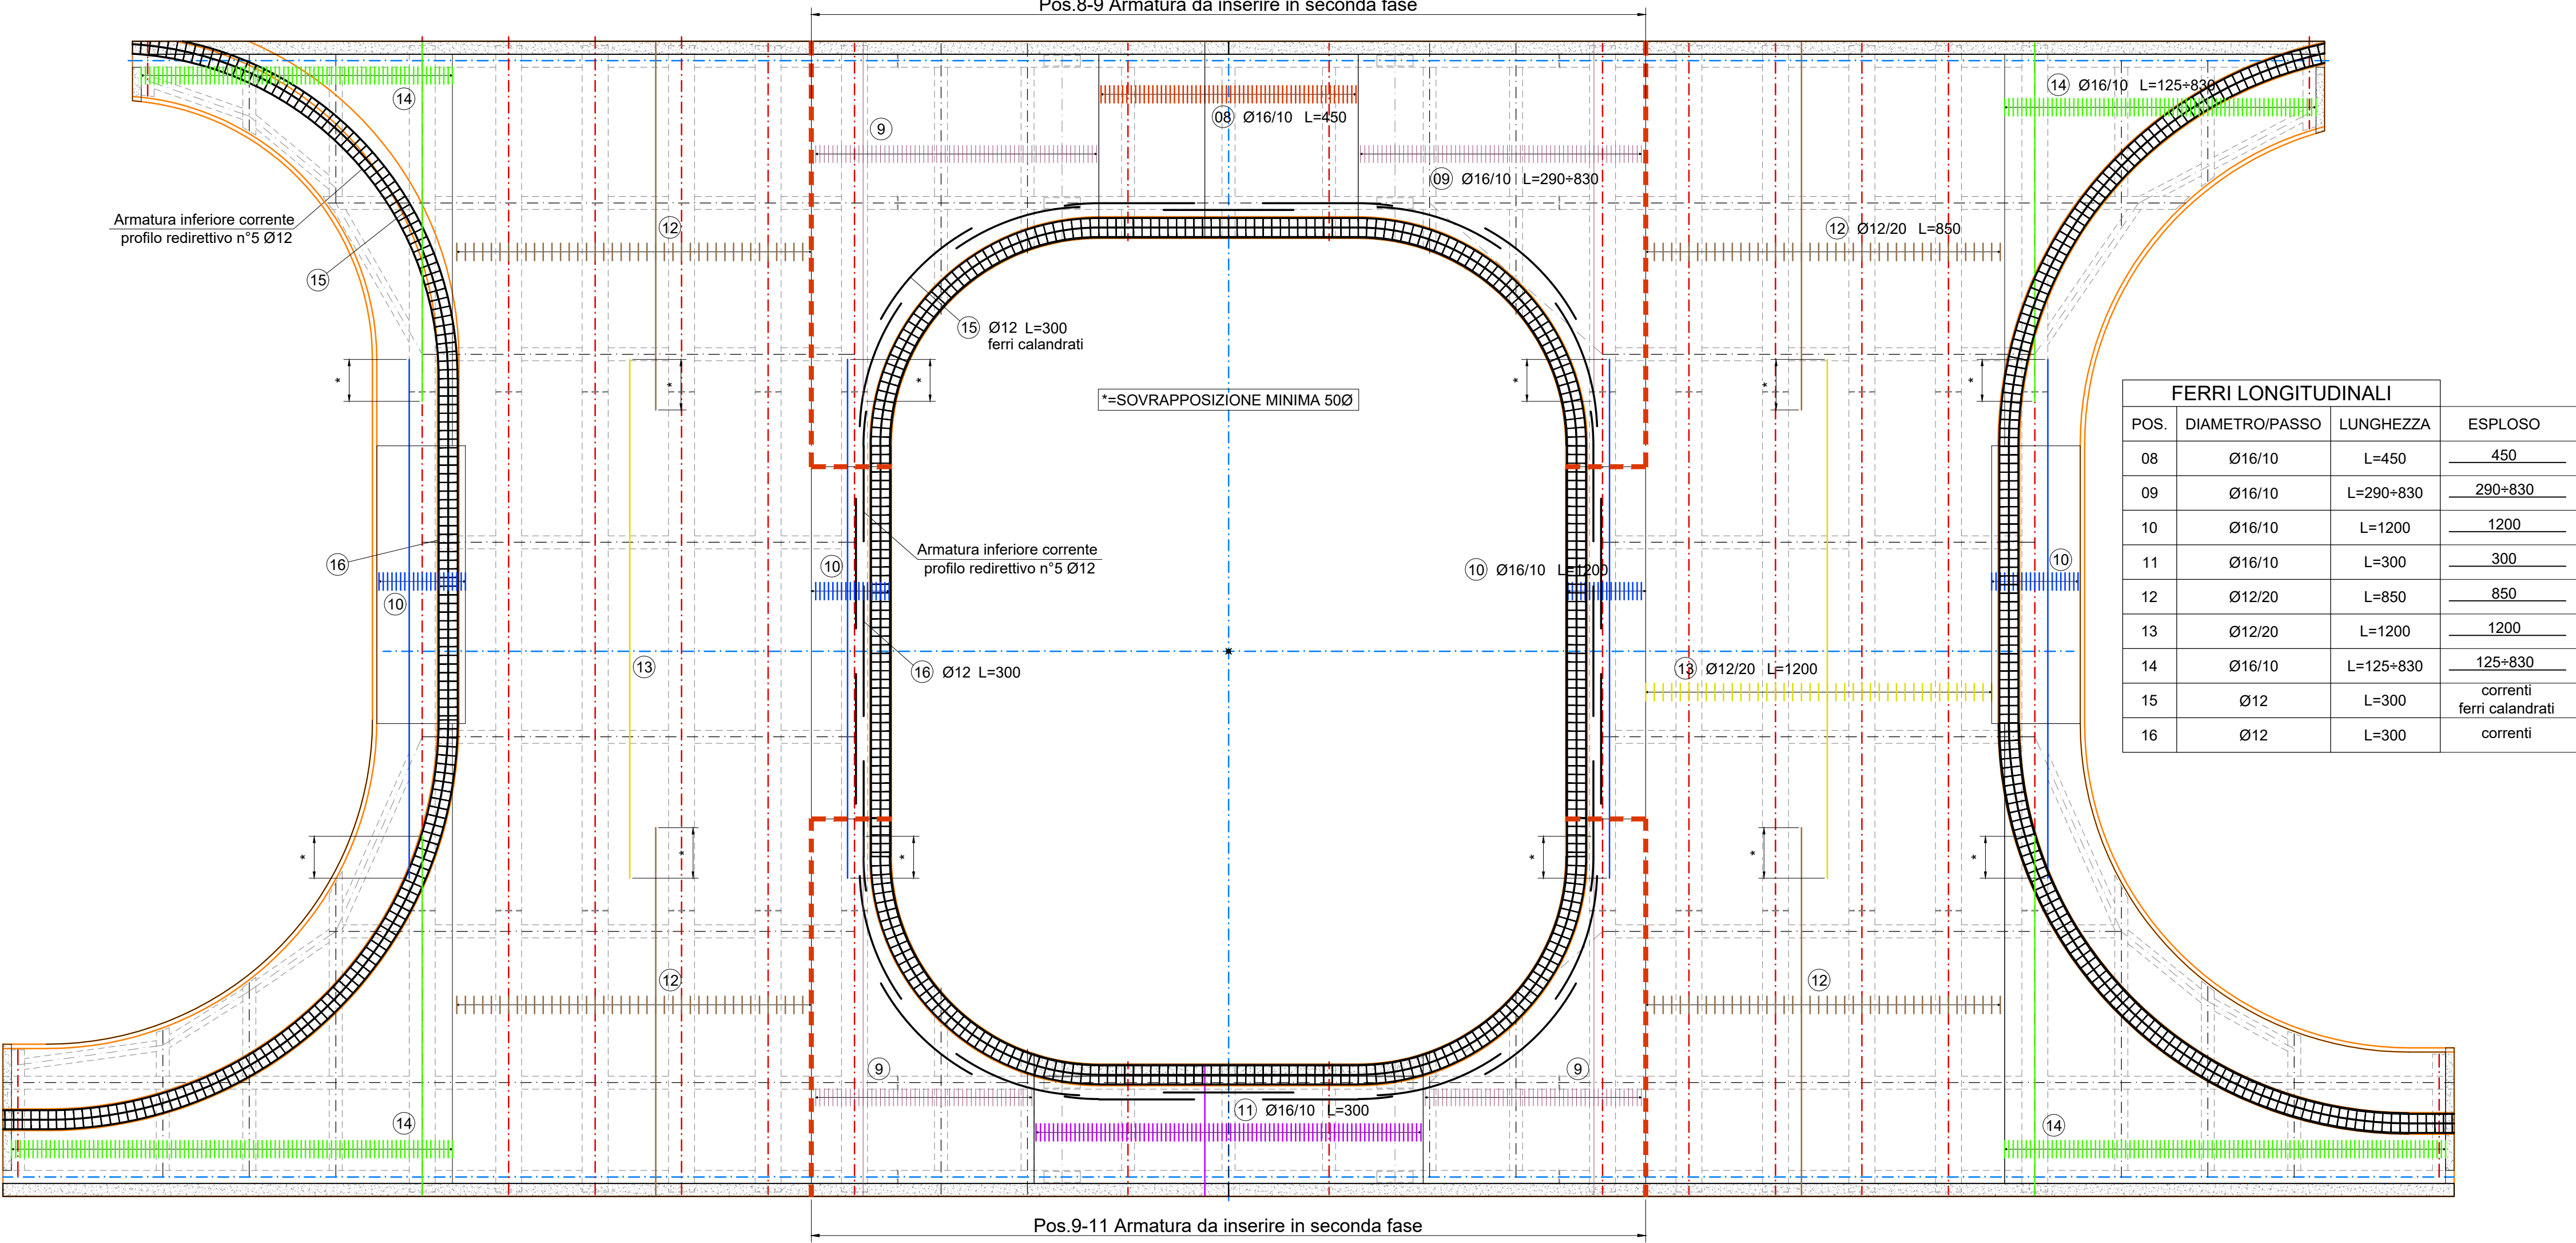 Pos.8-9 Armatura da inserire in seconda fase
14
14 Ø16/10 L=125÷830
08 Ø16/10 L=450
9
09 Ø16/10 L=290÷830
Armatura inferiore corrente
profilo redirettivo n°5 Ø12
12
12 Ø12/20 L=850
15
15 Ø12 L=300
ferri calandrati
*
*
*
*
*
*
*=SOVRAPPOSIZIONE MINIMA 50Ø
FERRI LONGITUDINALI
POS. DIAMETRO/PASSO LUNGHEZZA ESPLOSO
08 Ø16/10 L=450 450
09 Ø16/10 L=290÷830 290÷830
10 Ø16/10 L=1200 1200
11 Ø16/10 L=300 300
12 Ø12/20 L=850 850
13 Ø12/20 L=1200 1200
14 Ø16/10 L=125÷830 125÷830
15 Ø12 L=300 correnti
ferri calandrati
16 Ø12 L=300 correnti
Armatura inferiore corrente
profilo redirettivo n°5 Ø12
16
10
10
10 Ø16/10 L=1200
10
13
16 Ø12 L=300
13 Ø12/20 L=1200
*
*
*
*
*
*
12
12
9
9
11 Ø16/10 L=300
14
14
Pos.9-11 Armatura da inserire in seconda fase